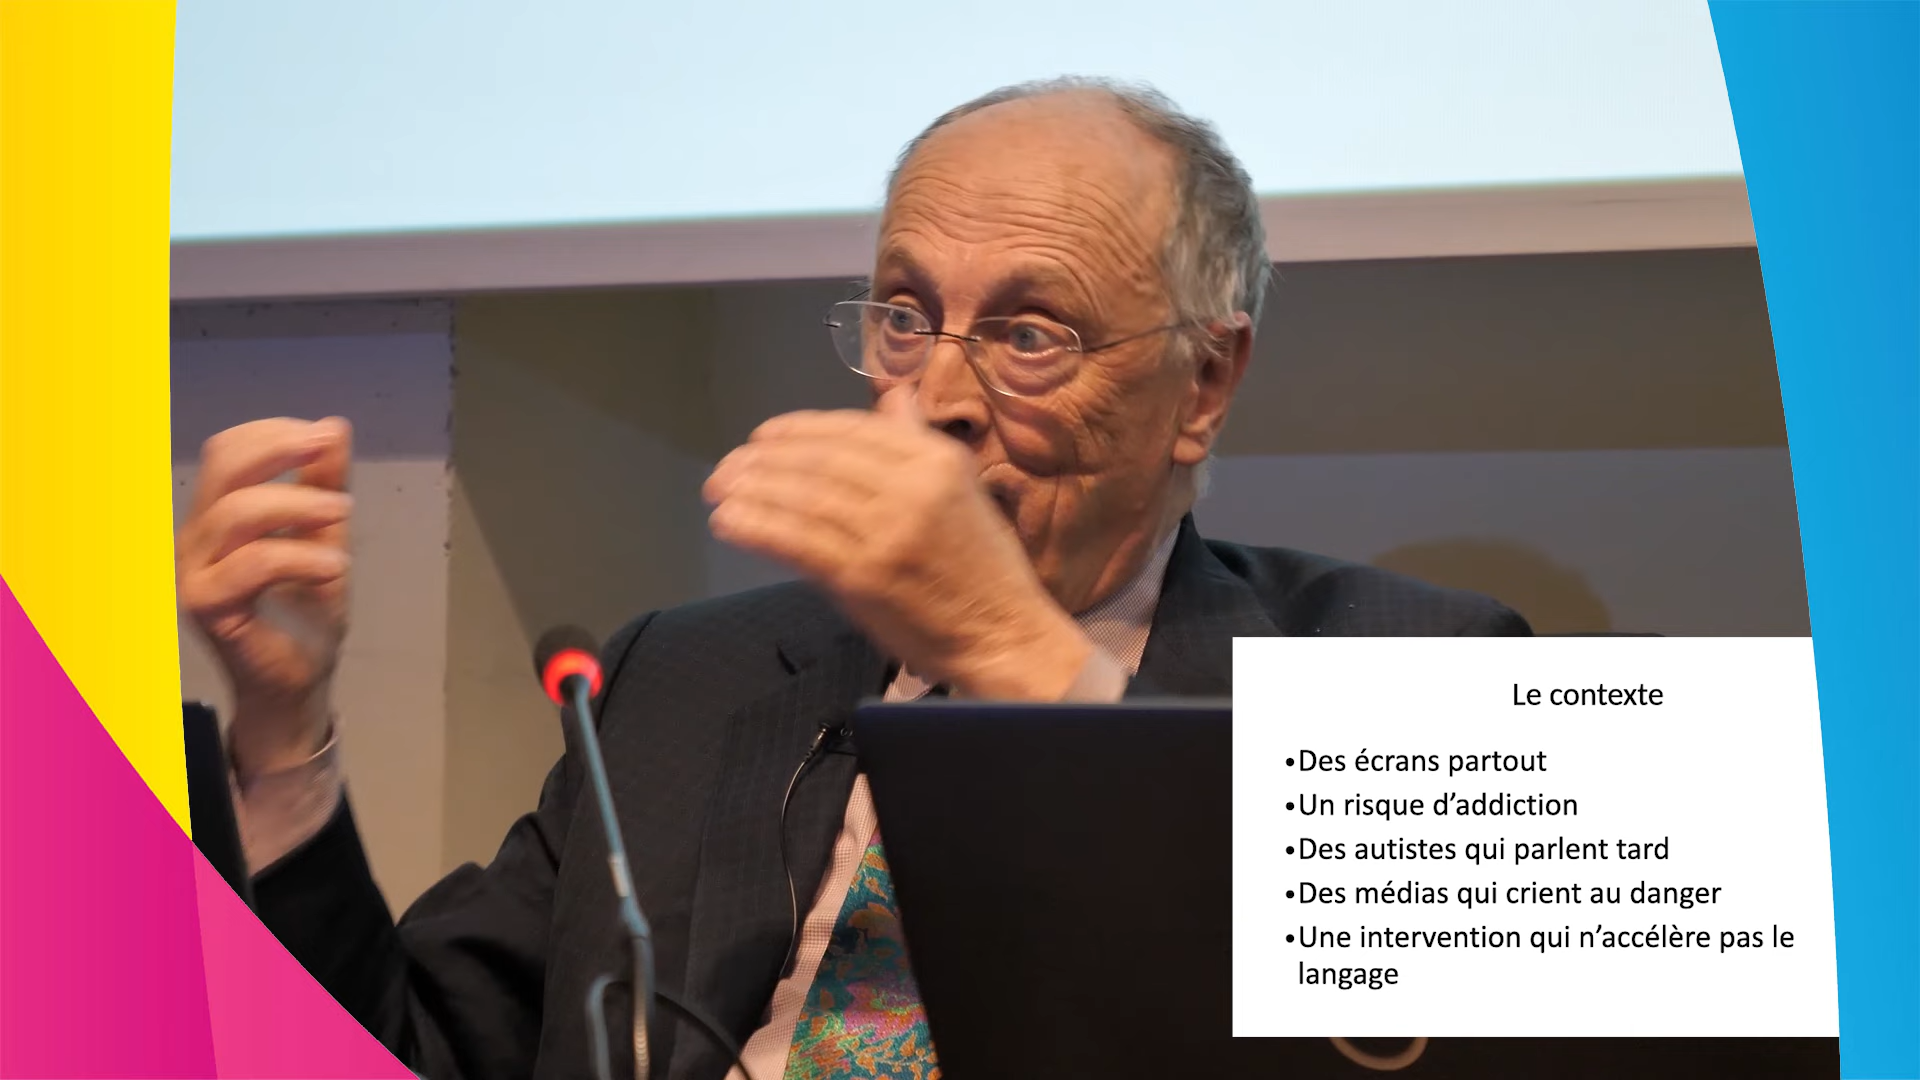 Le contexte
•Des écrans partout
•Un risque d’addiction
•Des autistes qui parlent tard
•Des médias qui crient au danger
•Une intervention qui n’accélère pas le
langage